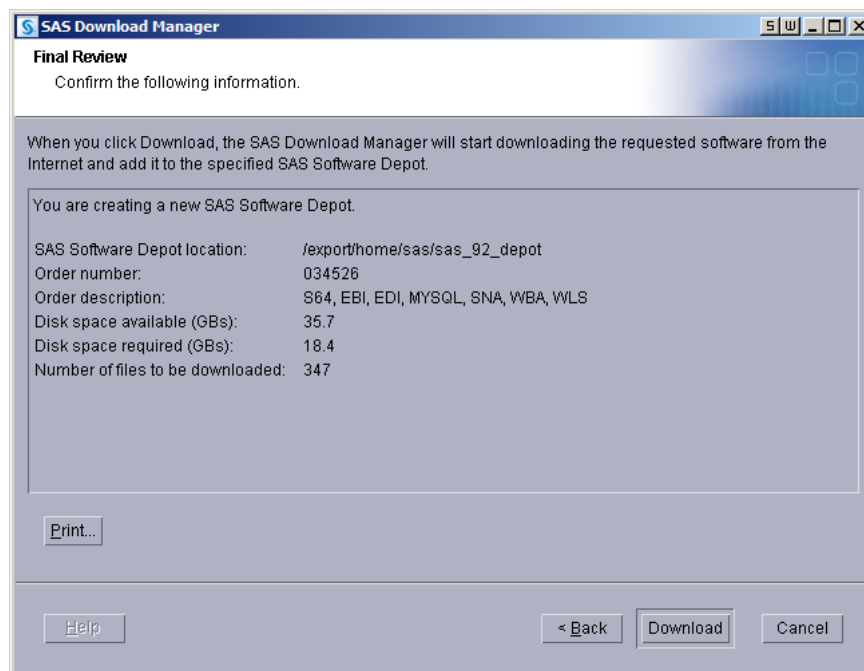 SAS Download Manager
Final Review
Confirm the following information.
When you click Download, the SAS Download Manager will start downloading the requested software from the
Internet and add it to the specified SAS Software Depot.
You are creating a new SAS Software Depot.
SAS Software Depot location: /export/home/sas/sas_92_depot
Order number: 034526
Order description: S64, EBI, EDI, MYSQL, SNA, WBA, WLS
Disk space available (GBs): 35.7
Disk space required (GBs): 18.4
Number of files to be downloaded: 347
Print...
Help < Back Download Cancel